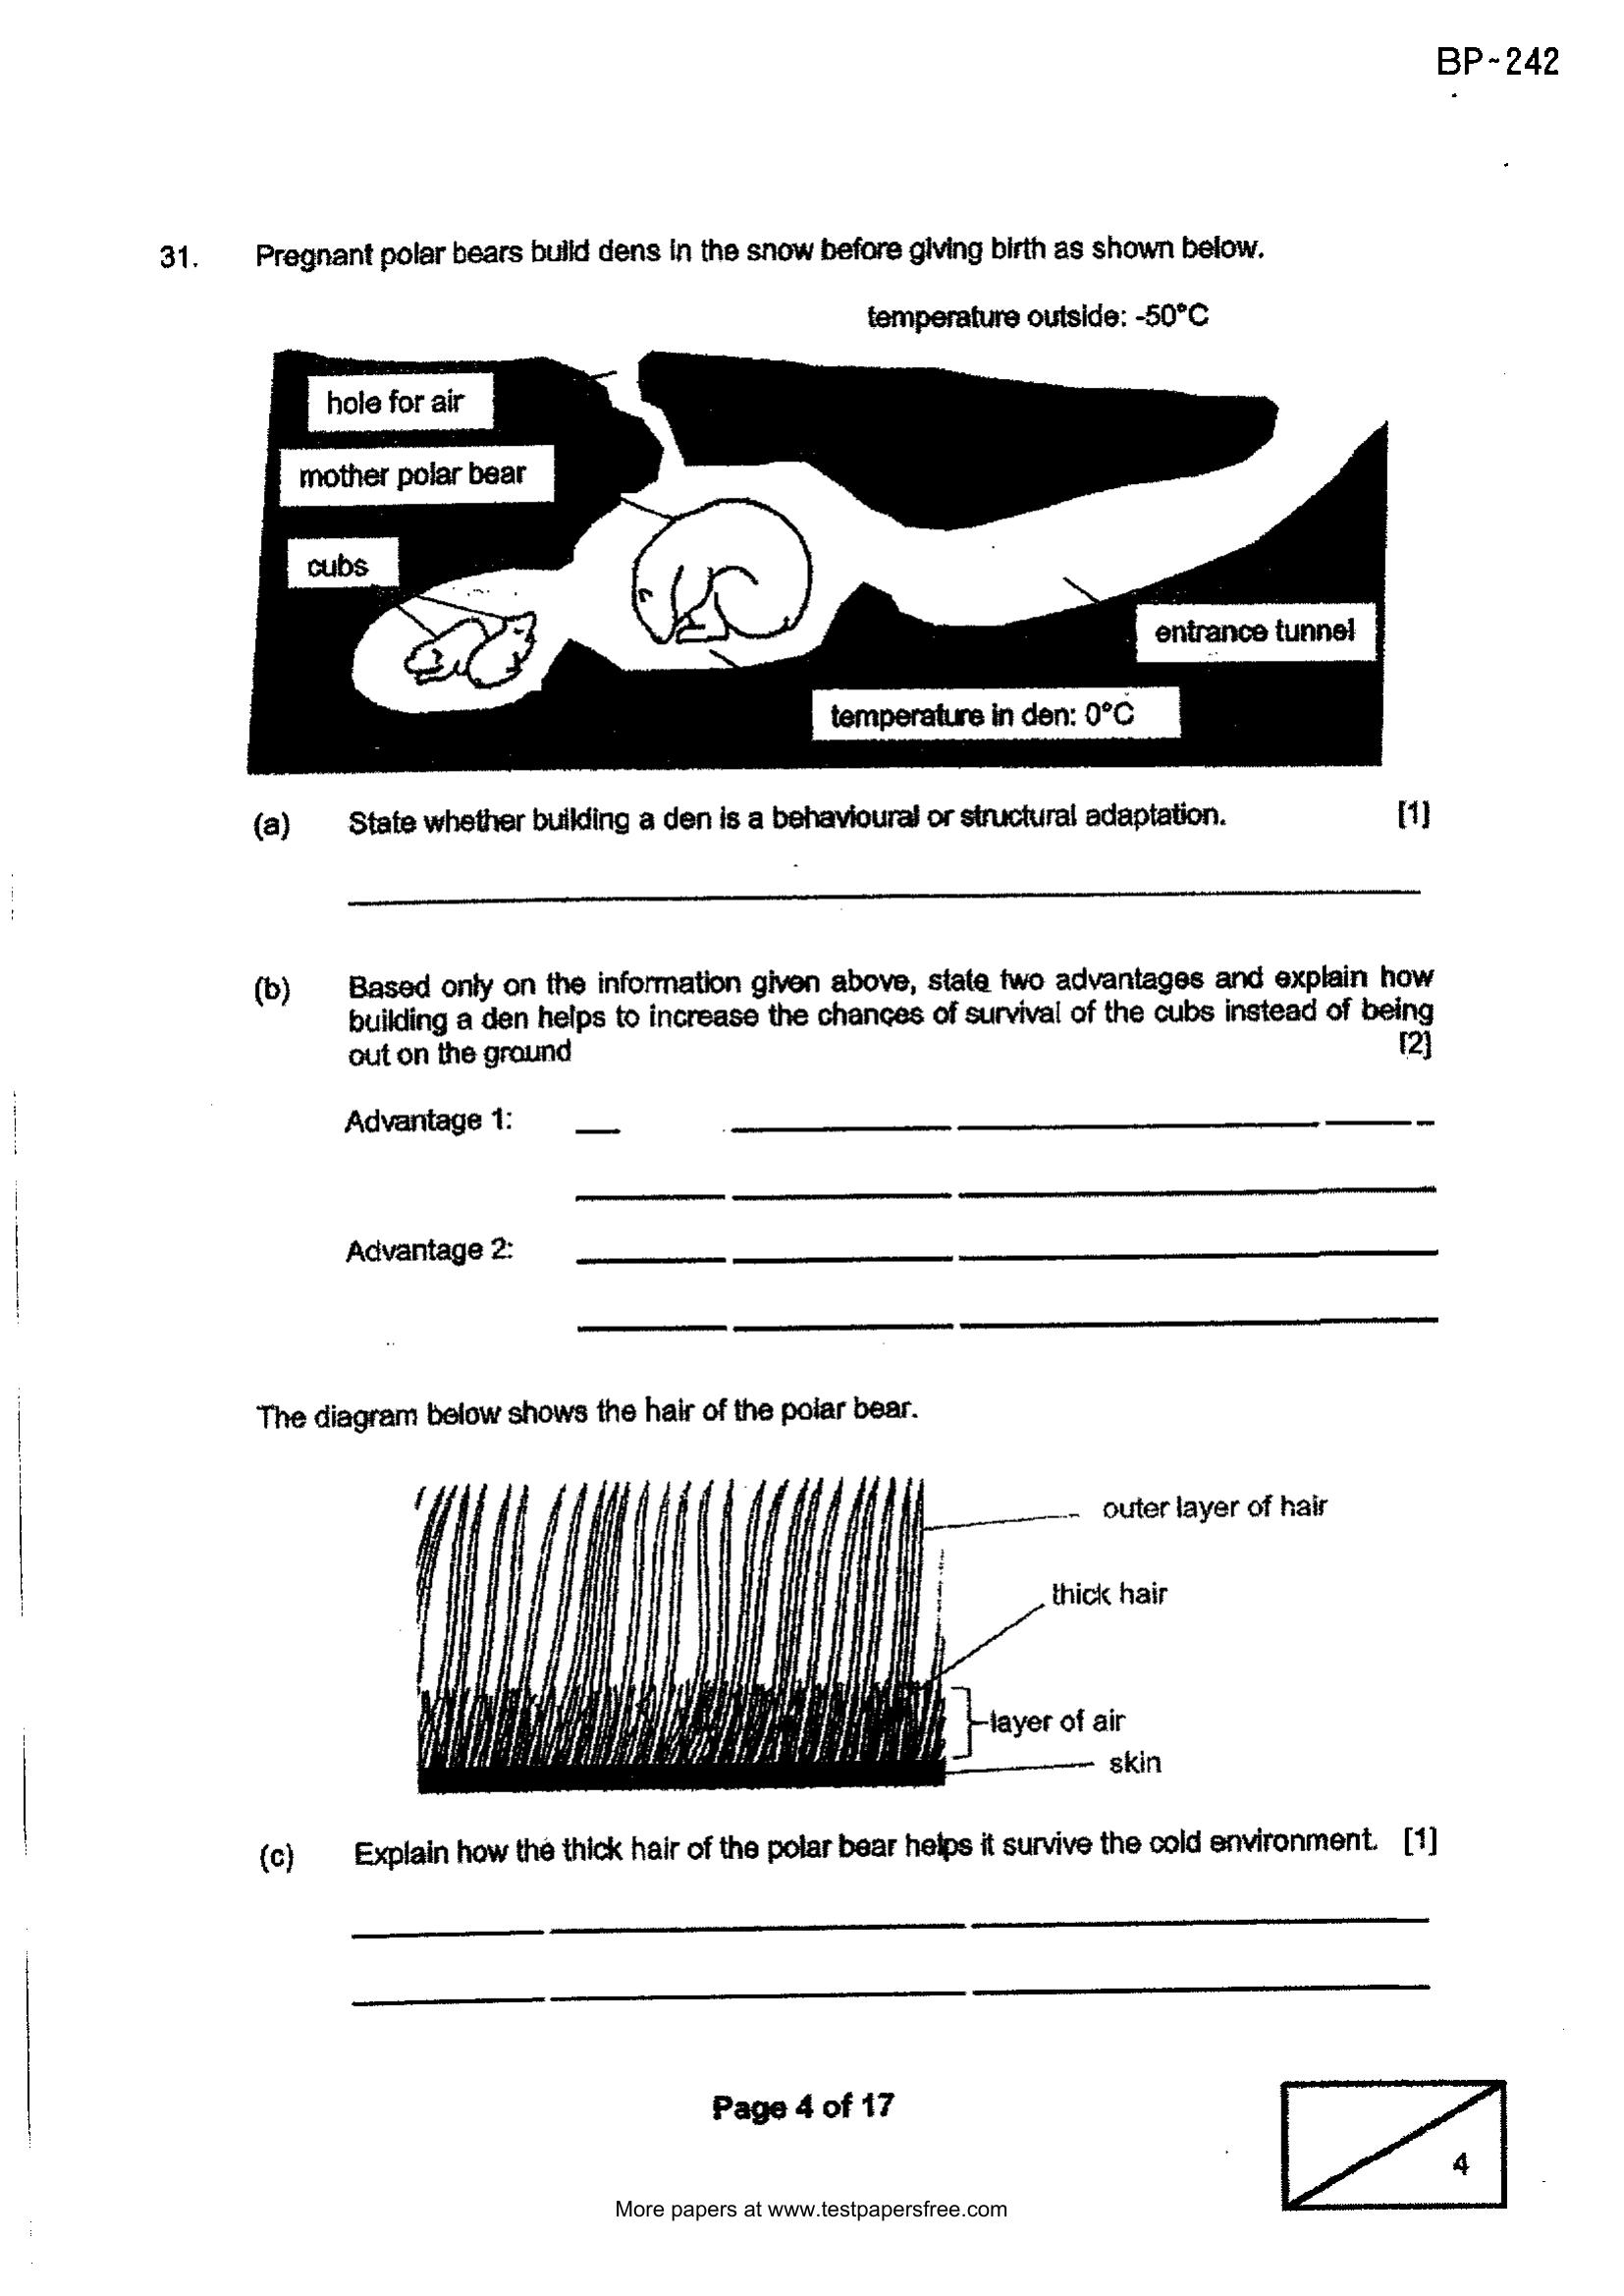 BP-242
31. Pregnant polar bears build dens in the snow before giving birth as shown below.
temperature outside: -50°C
hole for air
mother polar bear
cubs
entrance tunnel
temperature in den: 0°C
(a) State whether building a den is a behavioural or structural adaptation. [1]
(b) Based only on the information given above, state two advantages and explain how
building a den helps to increase the chances of survival of the cubs instead of being
out on the ground [2]
Advantage 1:
Advantage 2:
The diagram below shows the hair of the polar bear.
outer layer of hair
thick hair
layer of air
skin
(c) Explain how the thick hair of the polar bear helps it survive the cold environment. [1]
Page 4 of 17
4
More papers at www.testpapersfree.com